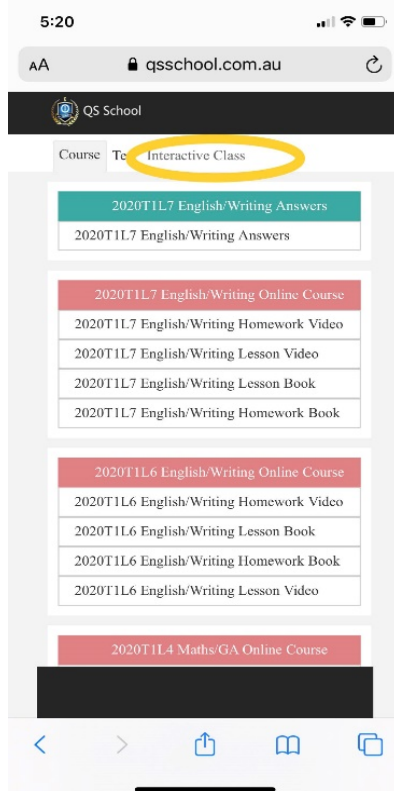 5:20
AA qsschool.com.au
QS School
Course Te Interactive Class
2020T1L7 English/Writing Answers
2020T1L7 English/Writing Answers
2020T1L7 English/Writing Online Course
2020T1L7 English/Writing Homework Video
2020T1L7 English/Writing Lesson Video
2020T1L7 English/Writing Lesson Book
2020T1L7 English/Writing Homework Book
2020T1L6 English/Writing Online Course
2020T1L6 English/Writing Homework Video
2020T1L6 English/Writing Lesson Book
2020T1L6 English/Writing Homework Book
2020T1L6 English/Writing Lesson Video
2020T1L4 Maths/GA Online Course